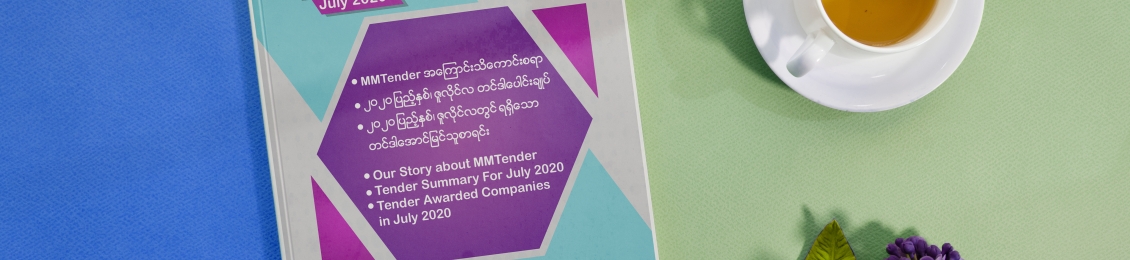 July 2020
• MMTender အကြောင်းသိကောင်းစရာ
• ၂၀၂၀ပြည့်နှစ်၊ ဇူလိုင်လ တင်ဒါပေါင်းချုပ်
• ၂၀၂၀ပြည့်နှစ်၊ ဇူလိုင်လတွင် ရရှိသော
တင်ဒါအောင်မြင်သူစာရင်း
• Our Story about MMTender
• Tender Summary For July 2020
• Tender Awarded Companies
in July 2020